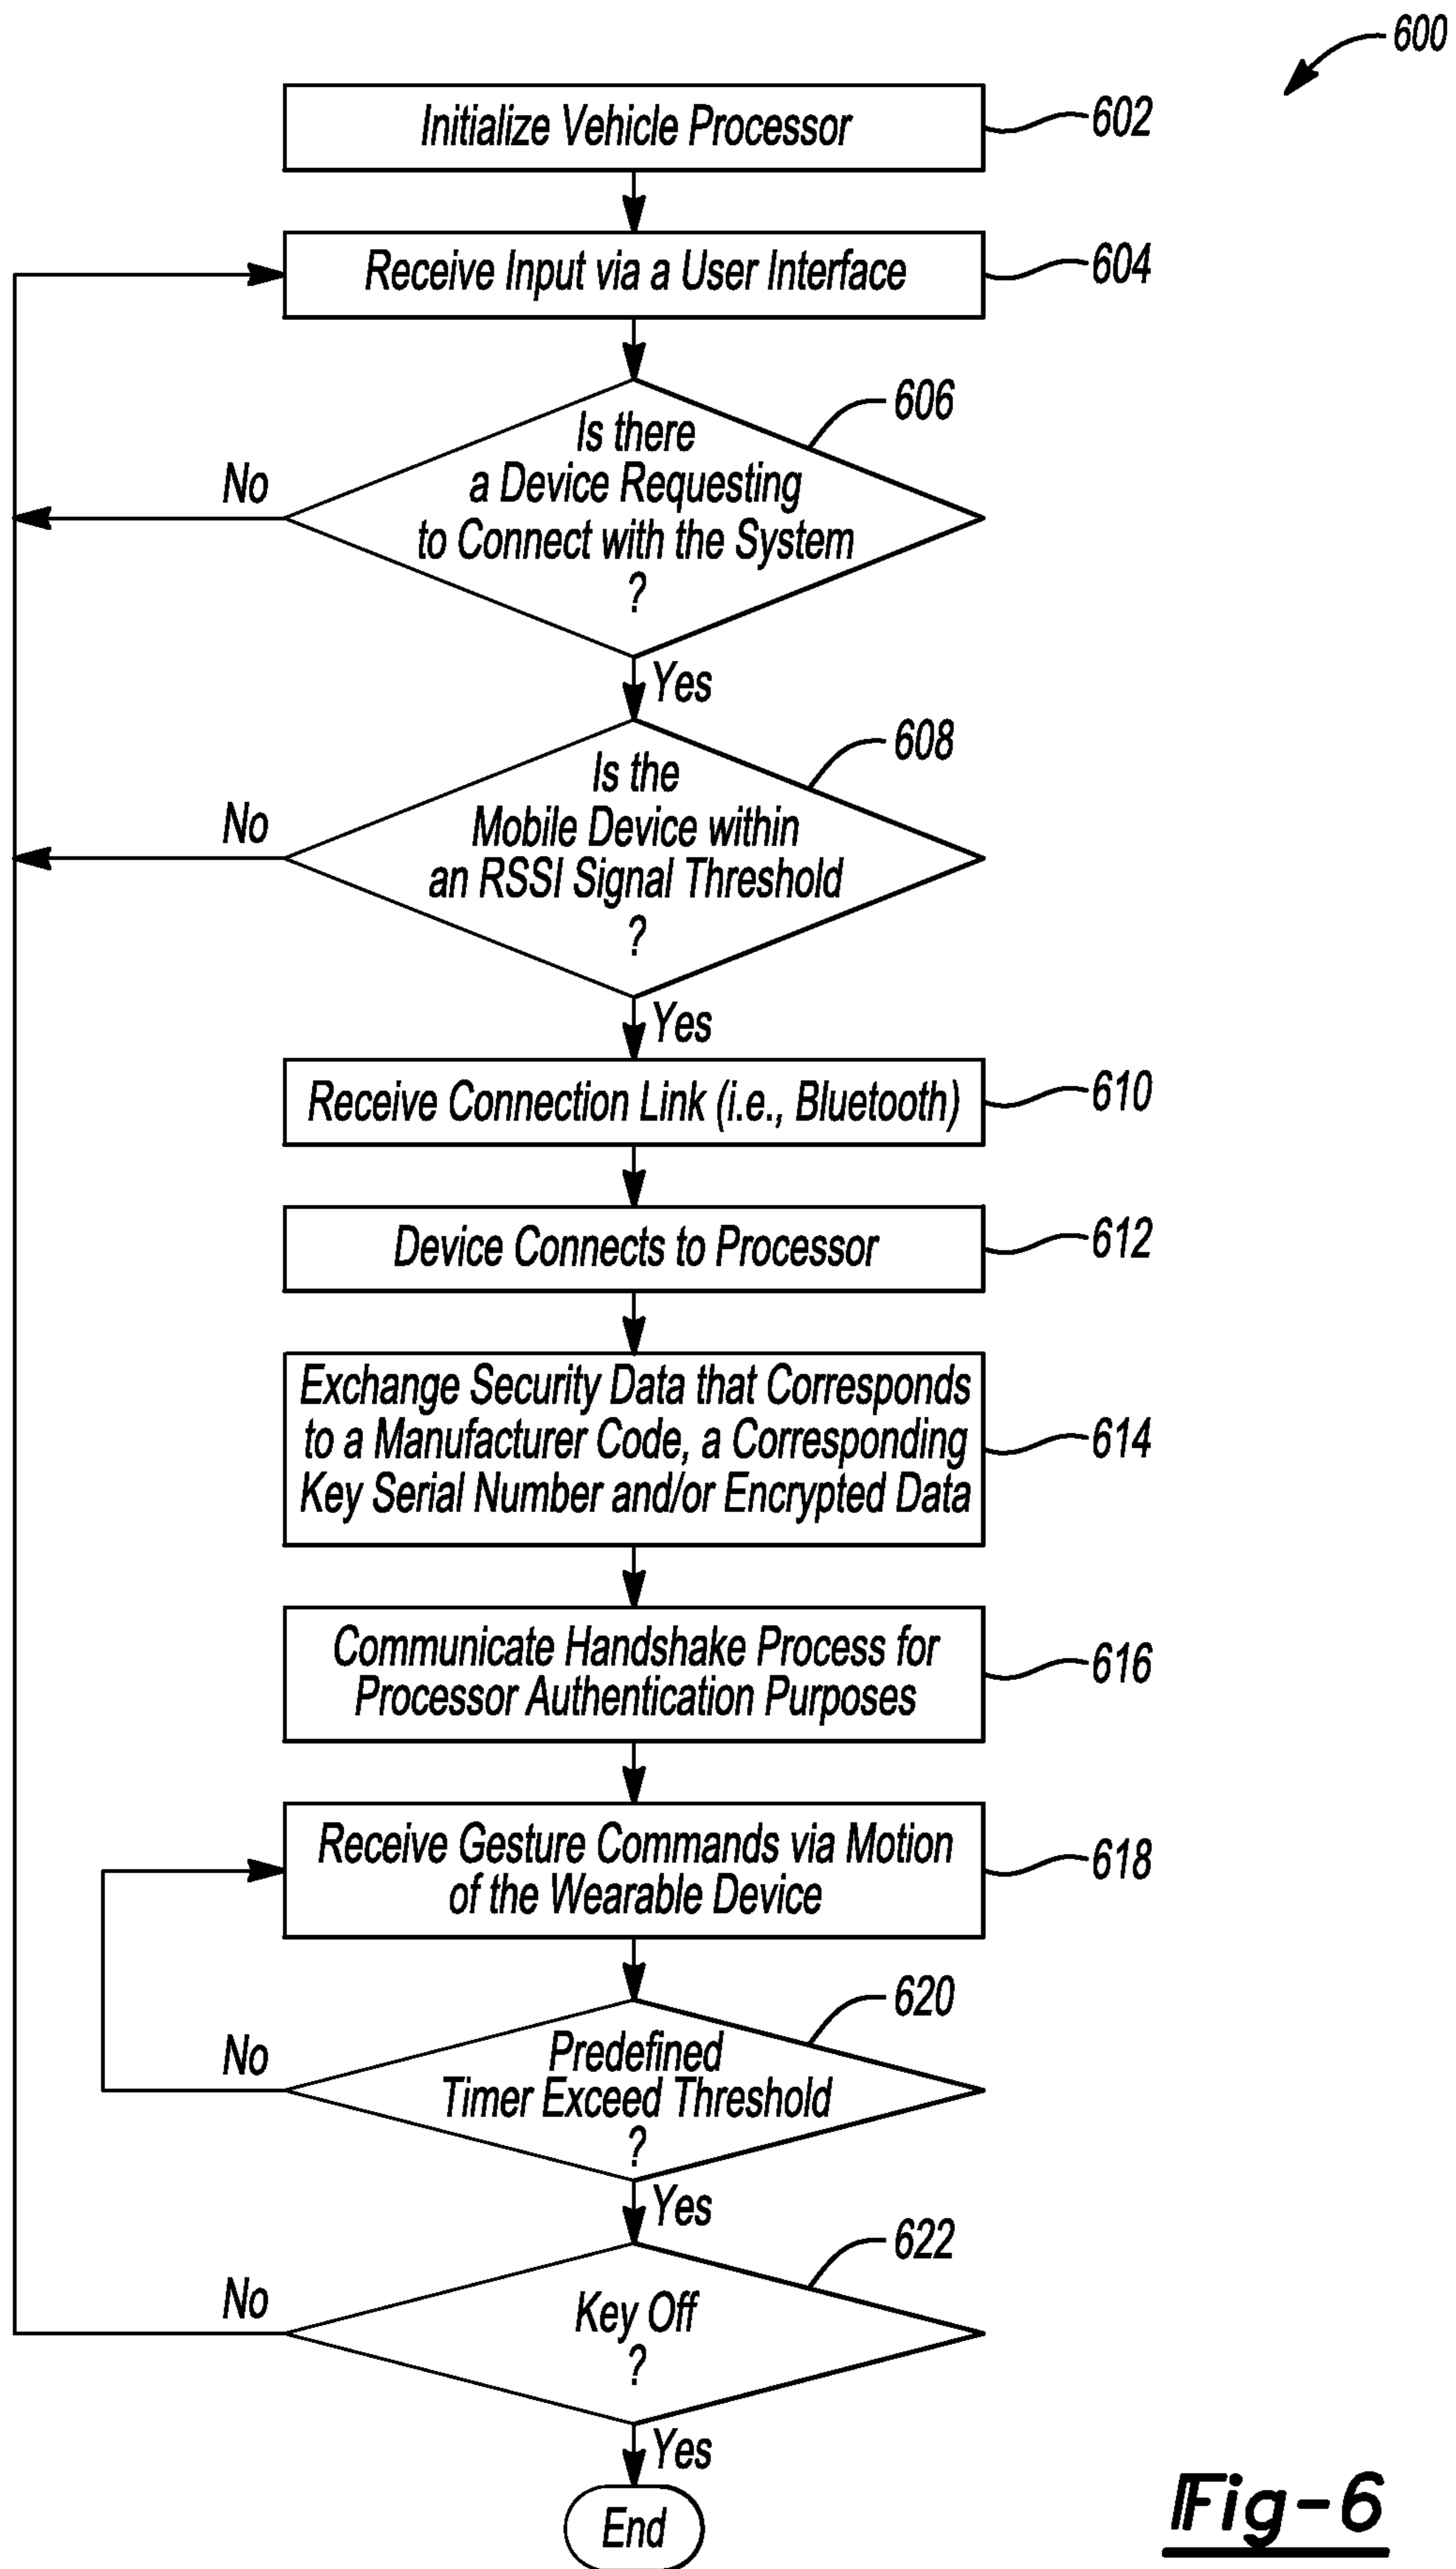 600
Initialize Vehicle Processor
602
Receive Input via a User Interface
604
606
Is there
a Device Requesting
to Connect with the System
?
No
Yes
608
Is the
Mobile Device within
an RSSI Signal Threshold
?
No
Yes
Receive Connection Link (i.e., Bluetooth)
610
Device Connects to Processor
612
Exchange Security Data that Corresponds
to a Manufacturer Code, a Corresponding
Key Serial Number and/or Encrypted Data
614
Communicate Handshake Process for
Processor Authentication Purposes
616
Receive Gesture Commands via Motion
of the Wearable Device
618
620
Predefined
Timer Exceed Threshold
?
No
Yes
622
Key Off
?
No
Yes
End
Fig-6